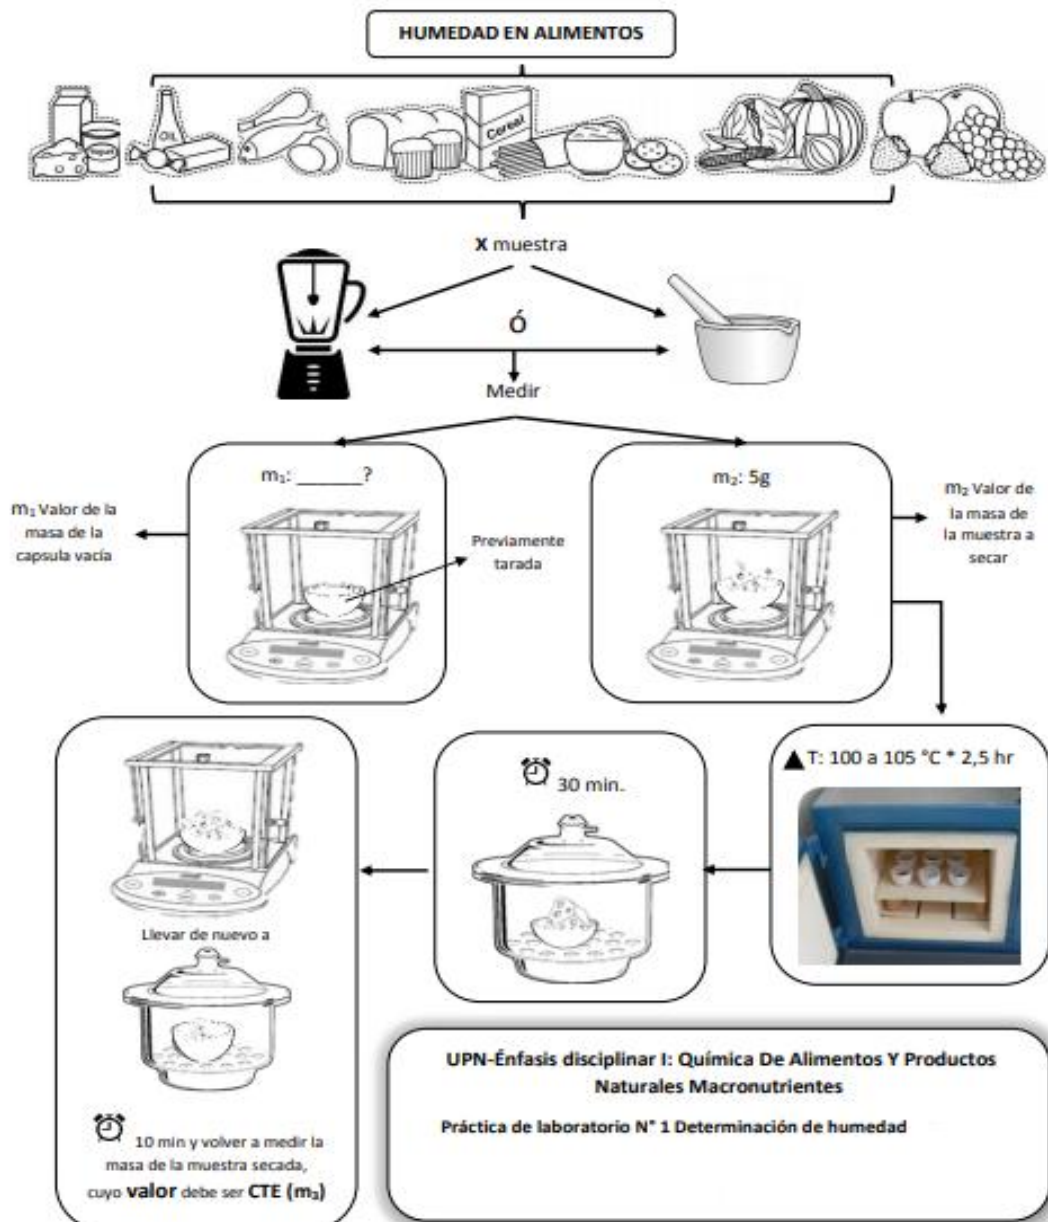 HUMEDAD EN ALIMENTOS
OIL
Cereal
X muestra
Ó
Medir
m₁: ______?
m₁ Valor de la
masa de la
capsula vacía
Previamente
tarada
m₂: 5g
m₂ Valor de
la masa de
la muestra a
secar
▲T: 100 a 105 °C * 2,5 hr
30 min.
Llevar de nuevo a
10 min y volver a medir la
masa de la muestra secada,
cuyo valor debe ser CTE (m₃)
UPN-Énfasis disciplinar I: Química De Alimentos Y Productos
Naturales Macronutrientes
Práctica de laboratorio N° 1 Determinación de humedad